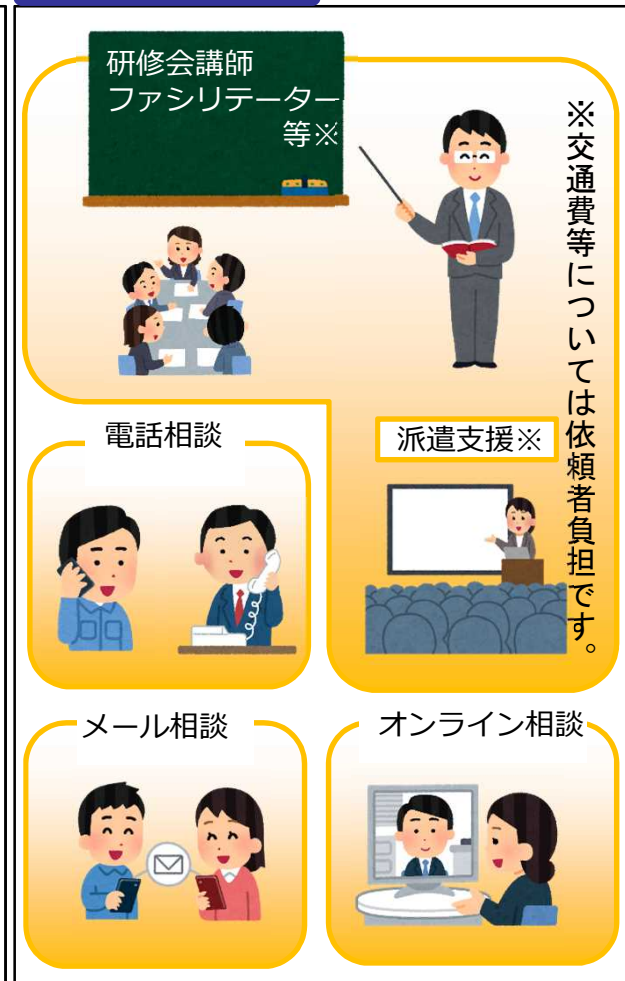 研修会講師
ファシリテーター
等※
※交通費等については依頼者負担です。
派遣支援※
電話相談
メール相談
オンライン相談